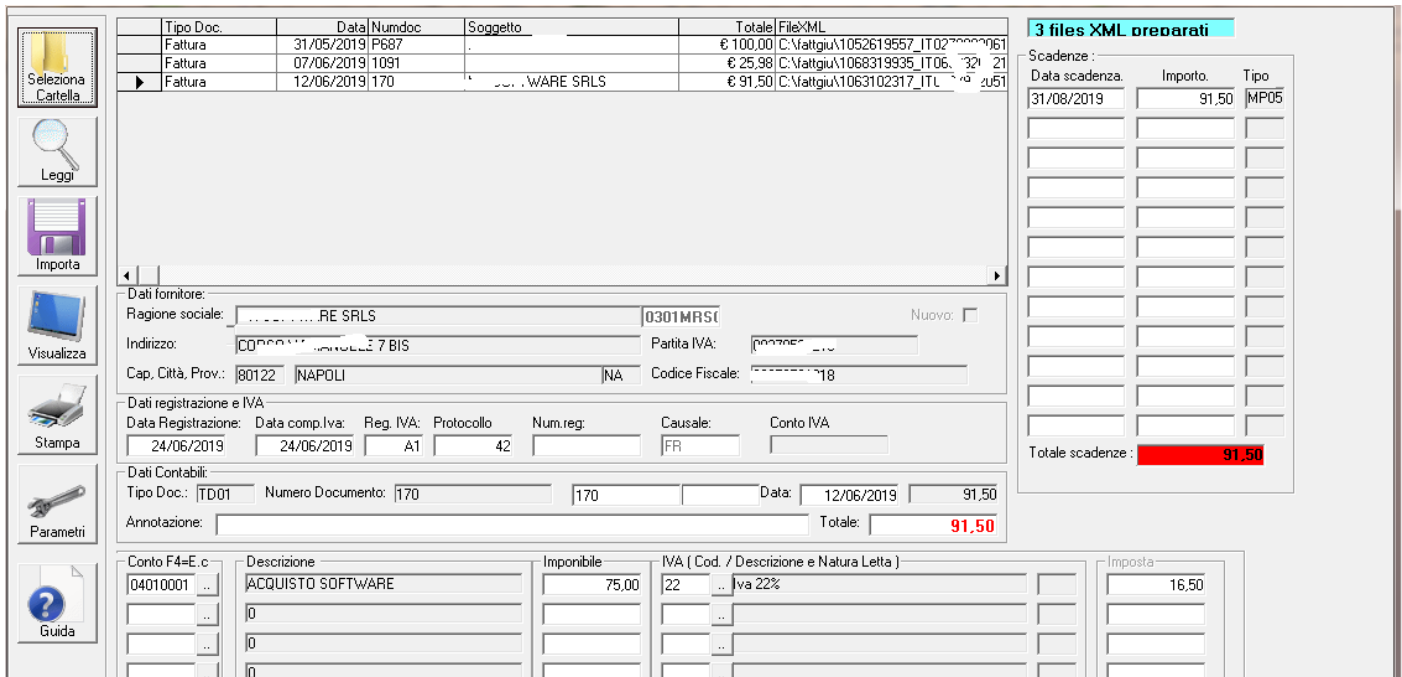 Tipo Doc. Data Numdoc Soggetto Totale FileXML
Fattura 31/05/2019 P687 . € 100,00
Fattura 07/06/2019 1091 € 25,98
Fattura 12/06/2019 170 WARE SRLS € 91,50
3 files XML preparati
Scadenze :
Data scadenza. Importo. Tipo
31/08/2019 91,50 MP05
Totale scadenze : 91,50
Seleziona
Cartella
Leggi
Importa
Visualizza
Stampa
Parametri
Guida
Dati fornitore:
Ragione sociale: RE SRLS Nuovo:
Indirizzo: 7 BIS Partita IVA:
Cap, Città, Prov.: 80122 NAPOLI NA Codice Fiscale:
Dati registrazione e IVA
Data Registrazione: Data comp.Iva: Reg. IVA: Protocollo Num.reg: Causale: Conto IVA
24/06/2019 24/06/2019 A1 42 FR
Dati Contabili:
Tipo Doc.: TD01 Numero Documento: 170 170 Data: 12/06/2019 91,50
Annotazione: Totale: 91,50
Conto F4=E.c Descrizione Imponibile IVA ( Cod. / Descrizione e Natura Letta ) Imposta
04010001 .. ACQUISTO SOFTWARE 75,00 22 .. Iva 22% 16,50
.. 0 ..
.. 0 ..
0